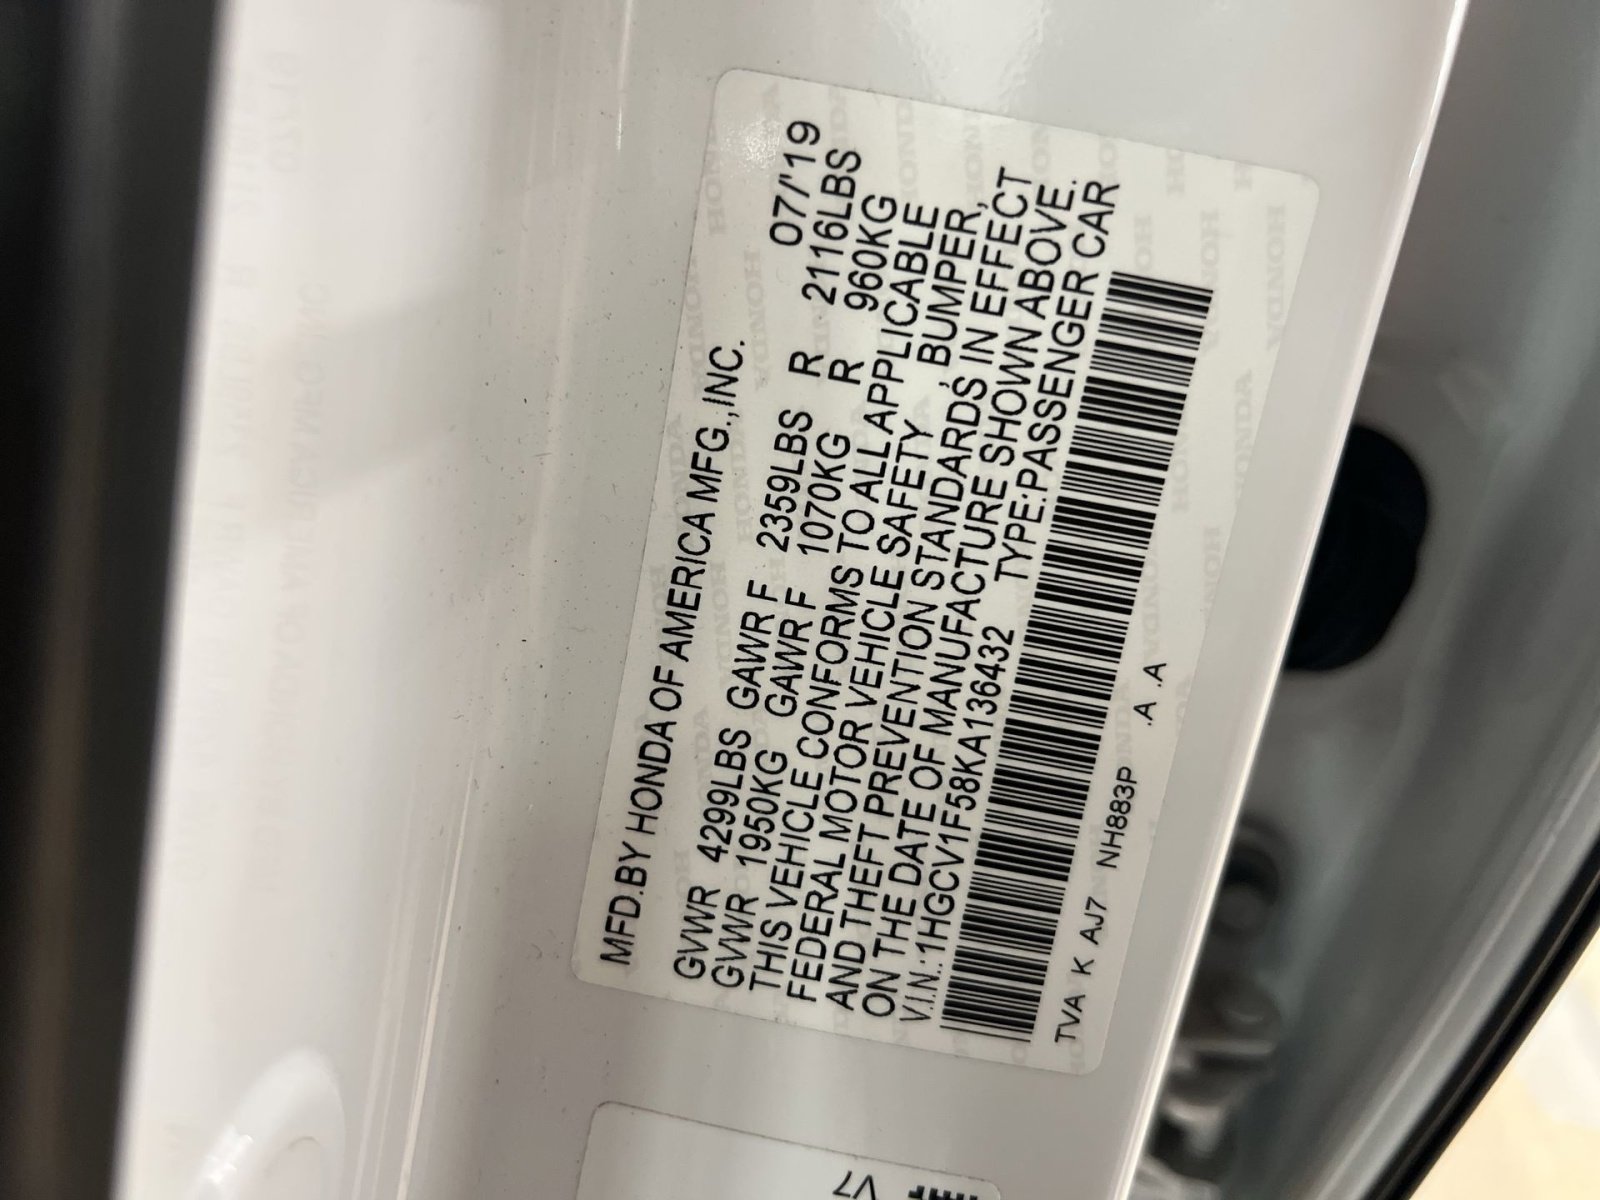 MFD.BY HONDA OF AMERICA MFG.,INC. 07/'19
GVWR 4299LBS GAWR F 2359LBS R 2116LBS
GVWR 1950KG GAWR F 1070KG R 960KG
THIS VEHICLE CONFORMS TO ALL APPLICABLE
FEDERAL MOTOR VEHICLE SAFETY, BUMPER,
AND THEFT PREVENTION STANDARDS IN EFFECT
ON THE DATE OF MANUFACTURE SHOWN ABOVE.
V.I.N.:1HGCV1F58KA136432 TYPE:PASSENGER CAR
TVA K AJ7 NH883P .A .A
V7